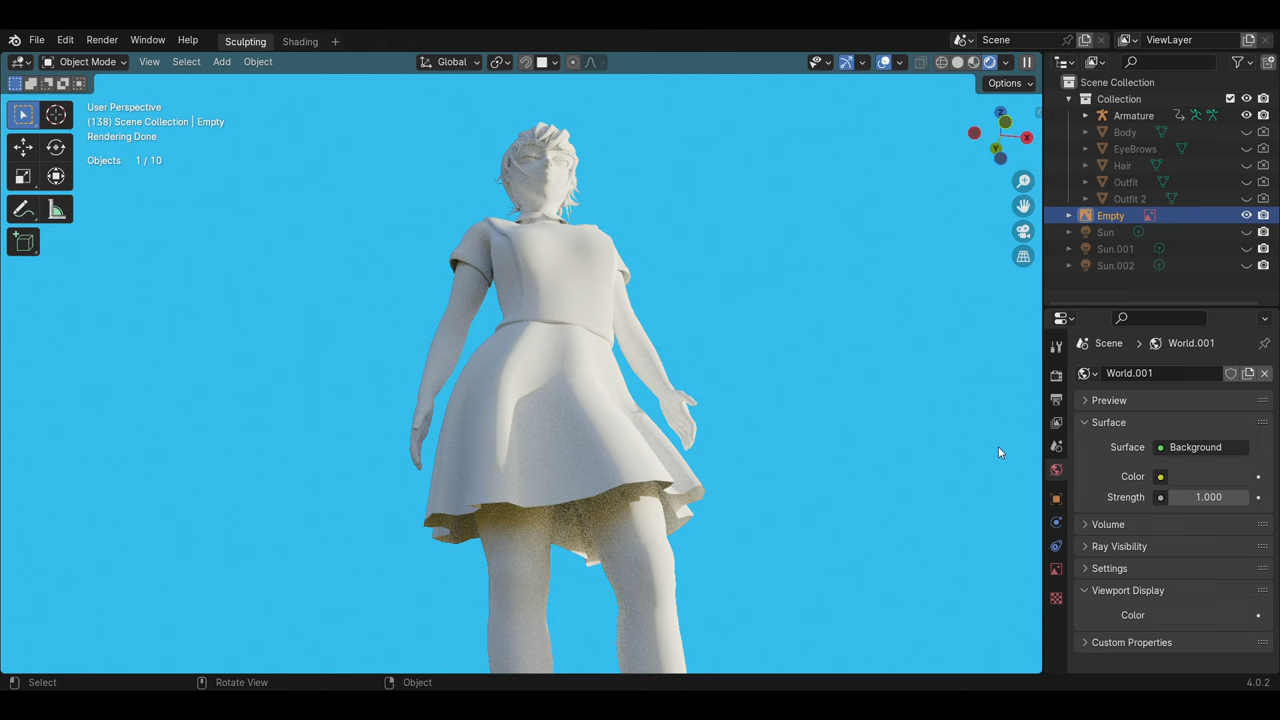 File Edit Render Window Help Sculpting Shading + Scene ViewLayer
Object Mode View Select Add Object Global
Options
User Perspective
(138) Scene Collection | Empty
Rendering Done
Objects 1 / 10
Z
X
Y
Scene Collection
Collection
Armature
Body
EyeBrows
Hair
Outfit
Outfit 2
Empty
Sun
Sun.001
Sun.002
Scene > World.001
World.001
Preview
Surface
Surface Background
Color
Strength 1.000
Volume
Ray Visibility
Settings
Viewport Display
Color
Custom Properties
Select Rotate View Object 4.0.2